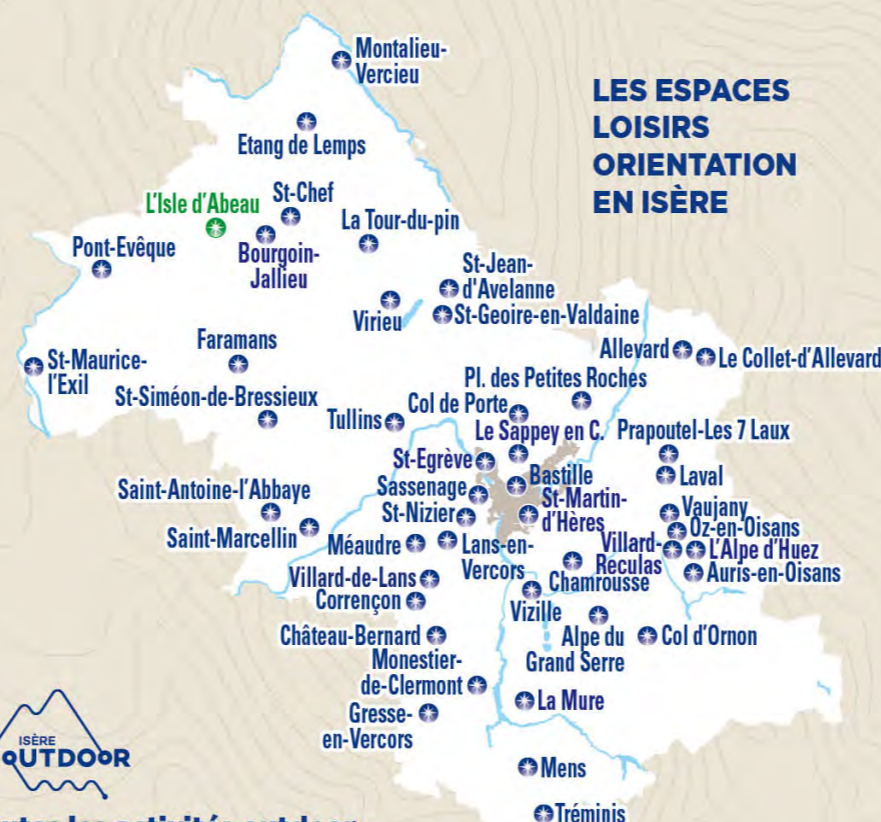 Montalieu-
Vercieu
LES ESPACES
LOISIRS
ORIENTATION
EN ISÈRE
Etang de Lemps
L'Isle d'Abeau
St-Chef
La Tour-du-pin
Pont-Evêque
Bourgoin-
Jallieu
St-Jean-
d'Avelanne
Virieu
St-Geoire-en-Valdaine
Faramans
Allevard
Le Collet-d'Allevard
St-Maurice-
l'Exil
Pl. des Petites Roches
St-Siméon-de-Bressieux
Tullins
Col de Porte
Le Sappey en C.
Prapoutel-Les 7 Laux
St-Egrève
Bastille
Laval
Sassenage
Saint-Antoine-l'Abbaye
St-Martin-
d'Hères
Vaujany
St-Nizier
Oz-en-Oisans
Saint-Marcellin
Méaudre
Lans-en-
Vercors
Villard-
Reculas
L'Alpe d'Huez
Villard-de-Lans
Chamrousse
Auris-en-Oisans
Corrençon
Vizille
Château-Bernard
Alpe du
Grand Serre
Col d'Ornon
Monestier-
de-Clermont
La Mure
Gresse-
en-Vercors
ISÈRE
OUTDOOR
Mens
Tréminis